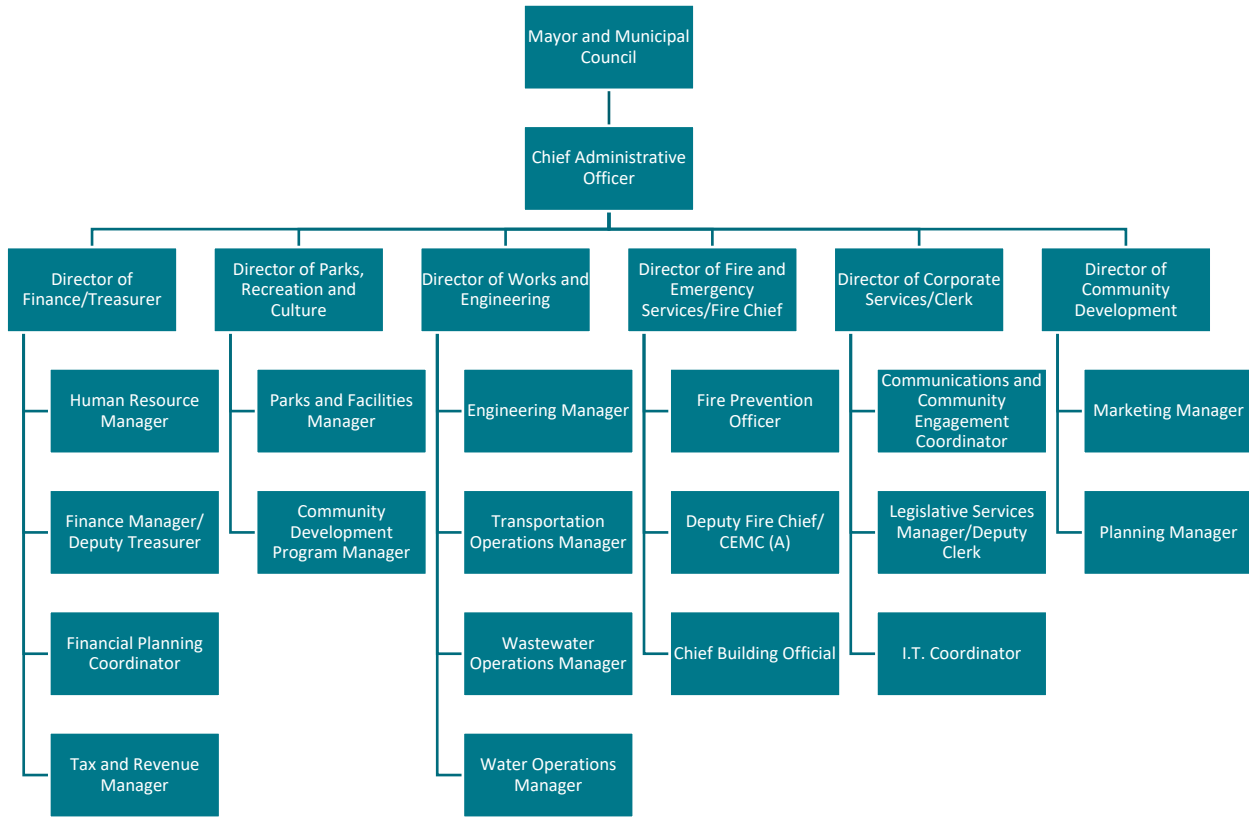 Mayor and Municipal
Council
Chief Administrative
Officer
Director of
Finance/Treasurer
Director of Parks,
Recreation and
Culture
Director of Works and
Engineering
Director of Fire and
Emergency
Services/Fire Chief
Director of Corporate
Services/Clerk
Director of
Community
Development
Human Resource
Manager
Parks and Facilities
Manager
Engineering Manager
Fire Prevention
Officer
Communications and
Community
Engagement
Coordinator
Marketing Manager
Finance Manager/
Deputy Treasurer
Community
Development
Program Manager
Transportation
Operations Manager
Deputy Fire Chief/
CEMC (A)
Legislative Services
Manager/Deputy
Clerk
Planning Manager
Financial Planning
Coordinator
Wastewater
Operations Manager
Chief Building Official
I.T. Coordinator
Tax and Revenue
Manager
Water Operations
Manager